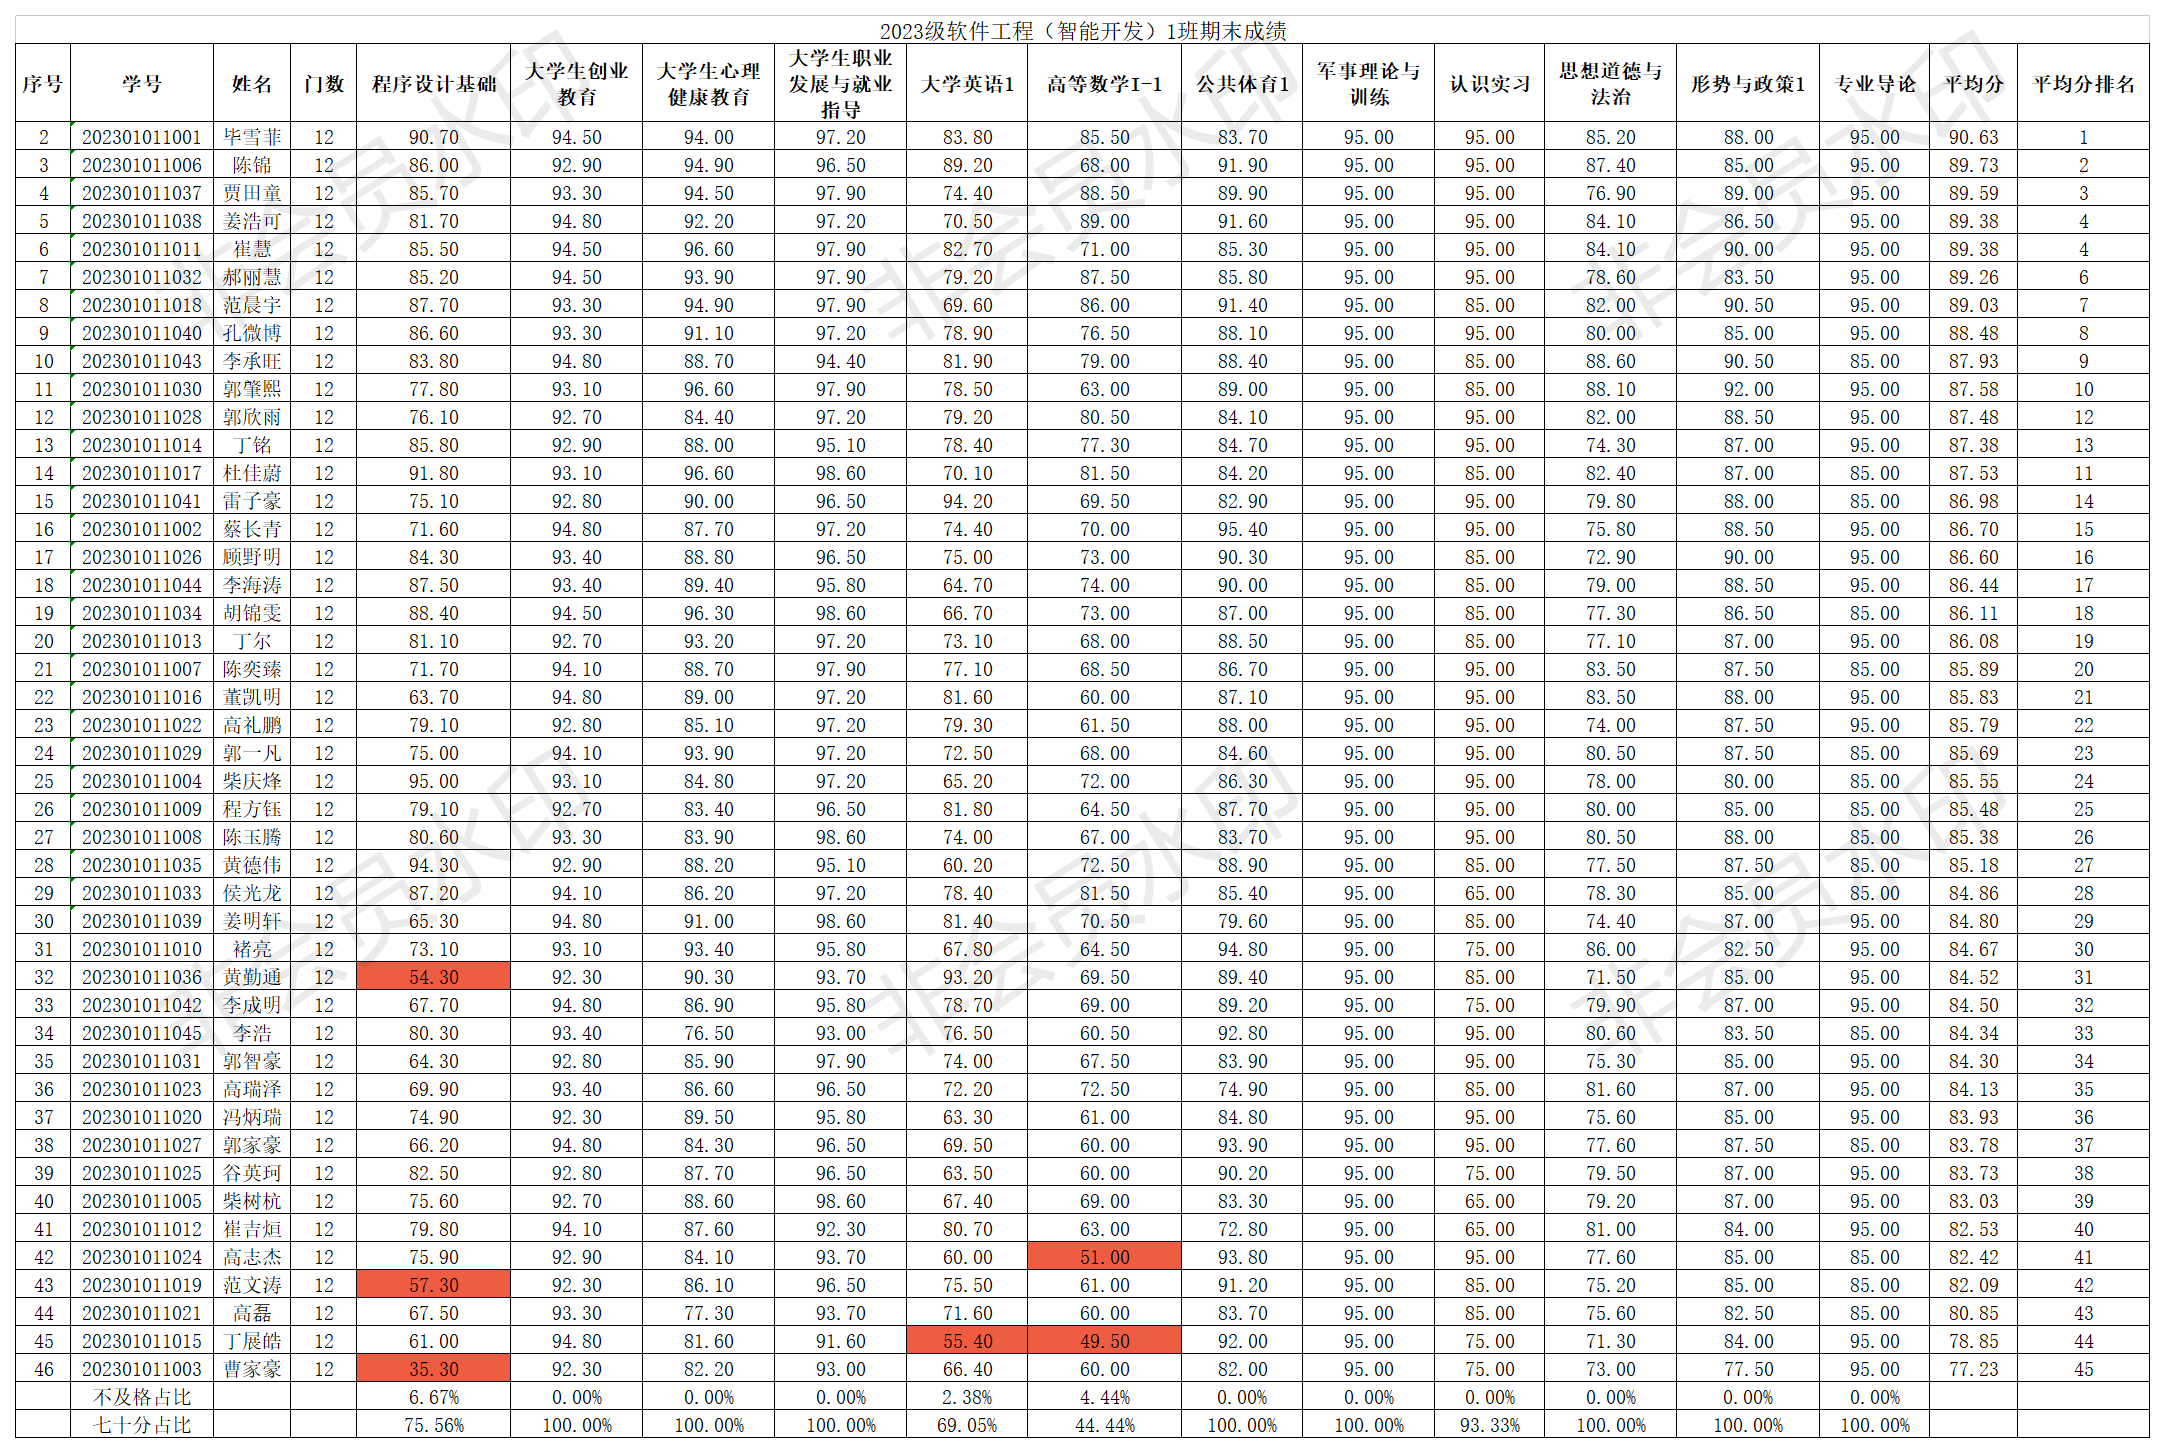 2023级软件工程（智能开发）1班期末成绩
序号 学号 姓名 门数 程序设计基础 大学生创业教育 大学生心理健康教育 大学生职业发展与就业指导 大学英语1 高等数学I-1 公共体育1 军事理论与训练 认识实习 思想道德与法治 形势与政策1 专业导论 平均分 平均分排名
2 202301011001 毕雪菲 12 90.70 94.50 94.00 97.20 83.80 85.50 83.70 95.00 95.00 85.20 88.00 95.00 90.63 1
3 202301011006 陈锦 12 86.00 92.90 94.90 96.50 89.20 68.00 91.90 95.00 95.00 87.40 85.00 95.00 89.73 2
4 202301011037 贾田童 12 85.70 93.30 94.50 97.90 74.40 88.50 89.90 95.00 95.00 76.90 89.00 95.00 89.59 3
5 202301011038 姜浩可 12 81.70 94.80 92.20 97.20 70.50 89.00 91.60 95.00 95.00 84.10 86.50 95.00 89.38 4
6 202301011011 崔慧 12 85.50 94.50 96.60 97.90 82.70 71.00 85.30 95.00 95.00 84.10 90.00 95.00 89.38 4
7 202301011032 郝丽慧 12 85.20 94.50 93.90 97.90 79.20 87.50 85.80 95.00 95.00 78.60 83.50 95.00 89.26 6
8 202301011018 范晨宇 12 87.70 93.30 94.90 97.90 69.60 86.00 91.40 95.00 85.00 82.00 90.50 95.00 89.03 7
9 202301011040 孔微博 12 86.60 93.30 91.10 97.20 78.90 76.50 88.10 95.00 95.00 80.00 85.00 95.00 88.48 8
10 202301011043 李承旺 12 83.80 94.80 88.70 94.40 81.90 79.00 88.40 95.00 85.00 88.60 90.50 85.00 87.93 9
11 202301011030 郭肇熙 12 77.80 93.10 96.60 97.90 78.50 63.00 89.00 95.00 85.00 88.10 92.00 95.00 87.58 10
12 202301011028 郭欣雨 12 76.10 92.70 84.40 97.20 79.20 80.50 84.10 95.00 95.00 82.00 88.50 95.00 87.48 12
13 202301011014 丁铭 12 85.80 92.90 88.00 95.10 78.40 77.30 84.70 95.00 95.00 74.30 87.00 95.00 87.38 13
14 202301011017 杜佳蔚 12 91.80 93.10 96.60 98.60 70.10 81.50 84.20 95.00 85.00 82.40 87.00 85.00 87.53 11
15 202301011041 雷子豪 12 75.10 92.80 90.00 96.50 94.20 69.50 82.90 95.00 95.00 79.80 88.00 85.00 86.98 14
16 202301011002 蔡长青 12 71.60 94.80 87.70 97.20 74.40 70.00 95.40 95.00 95.00 75.80 88.50 95.00 86.70 15
17 202301011026 顾野明 12 84.30 93.40 88.80 96.50 75.00 73.00 90.30 95.00 85.00 72.90 90.00 95.00 86.60 16
18 202301011044 李海涛 12 87.50 93.40 89.40 95.80 64.70 74.00 90.00 95.00 85.00 79.00 88.50 95.00 86.44 17
19 202301011034 胡锦雯 12 88.40 94.50 96.30 98.60 66.70 73.00 87.00 95.00 85.00 77.30 86.50 85.00 86.11 18
20 202301011013 丁尔 12 81.10 92.70 93.20 97.20 73.10 68.00 88.50 95.00 85.00 77.10 87.00 95.00 86.08 19
21 202301011007 陈奕臻 12 71.70 94.10 88.70 97.90 77.10 68.50 86.70 95.00 95.00 83.50 87.50 85.00 85.89 20
22 202301011016 董凯明 12 63.70 94.80 89.00 97.20 81.60 60.00 87.10 95.00 95.00 83.50 88.00 95.00 85.83 21
23 202301011022 高礼鹏 12 79.10 92.80 85.10 97.20 79.30 61.50 88.00 95.00 95.00 74.00 87.50 95.00 85.79 22
24 202301011029 郭一凡 12 75.00 94.10 93.90 97.20 72.50 68.00 84.60 95.00 95.00 80.50 87.50 85.00 85.69 23
25 202301011004 柴庆烽 12 95.00 93.10 84.80 97.20 65.20 72.00 86.30 95.00 95.00 78.00 80.00 85.00 85.55 24
26 202301011009 程方钰 12 79.10 92.70 83.40 96.50 81.80 64.50 87.70 95.00 95.00 80.00 85.00 85.00 85.48 25
27 202301011008 陈玉腾 12 80.60 93.30 83.90 98.60 74.00 67.00 83.70 95.00 95.00 80.50 88.00 85.00 85.38 26
28 202301011035 黄德伟 12 94.30 92.90 88.20 95.10 60.20 72.50 88.90 95.00 85.00 77.50 87.50 85.00 85.18 27
29 202301011033 侯光龙 12 87.20 94.10 86.20 97.20 78.40 81.50 85.40 95.00 65.00 78.30 85.00 85.00 84.86 28
30 202301011039 姜明轩 12 65.30 94.80 91.00 98.60 81.40 70.50 79.60 95.00 85.00 74.40 87.00 95.00 84.80 29
31 202301011010 褚亮 12 73.10 93.10 93.40 95.80 67.80 64.50 94.80 95.00 75.00 86.00 82.50 95.00 84.67 30
32 202301011036 黄勤通 12 54.30 92.30 90.30 93.70 93.20 69.50 89.40 95.00 85.00 71.50 85.00 95.00 84.52 31
33 202301011042 李成明 12 67.70 94.80 86.90 95.80 78.70 69.00 89.20 95.00 75.00 79.90 87.00 95.00 84.50 32
34 202301011045 李浩 12 80.30 93.40 76.50 93.00 76.50 60.50 92.80 95.00 95.00 80.60 83.50 85.00 84.34 33
35 202301011031 郭智豪 12 64.30 92.80 85.90 97.90 74.00 67.50 83.90 95.00 95.00 75.30 85.00 95.00 84.30 34
36 202301011023 高瑞泽 12 69.90 93.40 86.60 96.50 72.20 72.50 74.90 95.00 85.00 81.60 87.00 95.00 84.13 35
37 202301011020 冯炳瑞 12 74.90 92.30 89.50 95.80 63.30 61.00 84.80 95.00 95.00 75.60 85.00 95.00 83.93 36
38 202301011027 郭家豪 12 66.20 94.80 84.30 96.50 69.50 60.00 93.90 95.00 95.00 77.60 87.50 85.00 83.78 37
39 202301011025 谷英珂 12 82.50 92.80 87.70 96.50 63.50 60.00 90.20 95.00 75.00 79.50 87.00 95.00 83.73 38
40 202301011005 柴树杭 12 75.60 92.70 88.60 98.60 67.40 69.00 83.30 95.00 65.00 79.20 87.00 95.00 83.03 39
41 202301011012 崔吉烜 12 79.80 94.10 87.60 92.30 80.70 63.00 72.80 95.00 65.00 81.00 84.00 95.00 82.53 40
42 202301011024 高志杰 12 75.90 92.90 84.10 93.70 60.00 51.00 93.80 95.00 95.00 77.60 85.00 85.00 82.42 41
43 202301011019 范文涛 12 57.30 92.30 86.10 96.50 75.50 61.00 91.20 95.00 85.00 75.20 85.00 85.00 82.09 42
44 202301011021 高磊 12 67.50 93.30 77.30 93.70 71.60 60.00 83.70 95.00 85.00 75.60 82.50 85.00 80.85 43
45 202301011015 丁展皓 12 61.00 94.80 81.60 91.60 55.40 49.50 92.00 95.00 75.00 71.30 84.00 95.00 78.85 44
46 202301011003 曹家豪 12 35.30 92.30 82.20 93.00 66.40 60.00 82.00 95.00 75.00 73.00 77.50 95.00 77.23 45
不及格占比 6.67% 0.00% 0.00% 0.00% 2.38% 4.44% 0.00% 0.00% 0.00% 0.00% 0.00% 0.00%
七十分占比 75.56% 100.00% 100.00% 100.00% 69.05% 44.44% 100.00% 100.00% 93.33% 100.00% 100.00% 100.00%
非会员水印
非会员水印
非会员水印
非会员水印
非会员水印
非会员水印